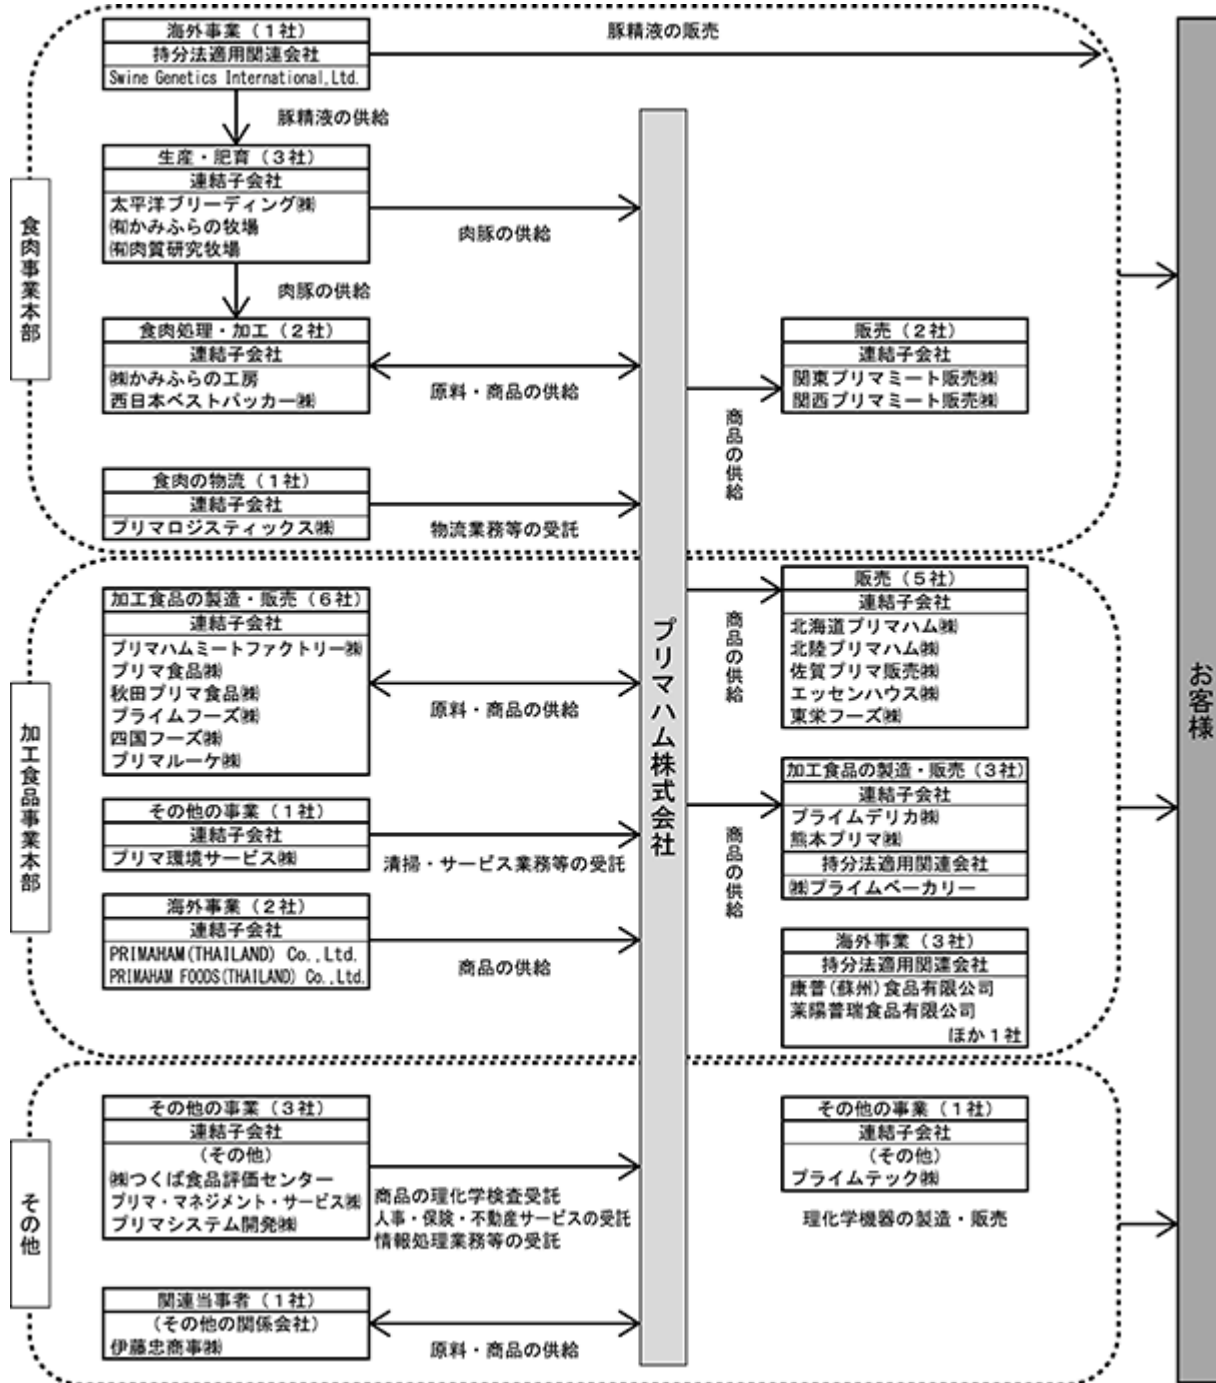 海外事業（１社）
持分法適用関連会社
Swine Genetics International,Ltd.
豚精液の販売
豚精液の供給
生産・肥育（３社）
連結子会社
太平洋ブリーディング㈱
㈲かみふらの牧場
㈲肉質研究牧場
肉豚の供給
肉豚の供給
食肉事業本部
食肉処理・加工（２社）
連結子会社
㈱かみふらの工房
西日本ベストパッカー㈱
原料・商品の供給
販売（２社）
連結子会社
関東プリマミート販売㈱
関西プリマミート販売㈱
商品の供給
食肉の物流（１社）
連結子会社
プリマロジスティックス㈱
物流業務等の受託
プリマハム株式会社
お客様
加工食品事業本部
加工食品の製造・販売（６社）
連結子会社
プリマハムミートファクトリー㈱
プリマ食品㈱
秋田プリマ食品㈱
プライムフーズ㈱
四国フーズ㈱
プリマルーケ㈱
原料・商品の供給
商品の供給
販売（５社）
連結子会社
北海道プリマハム㈱
北陸プリマハム㈱
佐賀プリマ販売㈱
エッセンハウス㈱
東栄フーズ㈱
その他の事業（１社）
連結子会社
プリマ環境サービス㈱
清掃・サービス業務等の受託
商品の供給
加工食品の製造・販売（３社）
連結子会社
プライムデリカ㈱
熊本プリマ㈱
持分法適用関連会社
㈱プライムベーカリー
海外事業（２社）
連結子会社
PRIMAHAM(THAILAND) Co.,Ltd.
PRIMAHAM FOODS(THAILAND) Co.,Ltd.
商品の供給
海外事業（３社）
持分法適用関連会社
康普(蘇州)食品有限公司
莱陽普瑞食品有限公司
ほか１社
その他
その他の事業（３社）
連結子会社
（その他）
㈱つくば食品評価センター
プリマ・マネジメント・サービス㈱
プリマシステム開発㈱
商品の理化学検査受託
人事・保険・不動産サービスの受託
情報処理業務等の受託
その他の事業（１社）
連結子会社
（その他）
プライムテック㈱
理化学機器の製造・販売
関連当事者（１社）
（その他の関係会社）
伊藤忠商事㈱
原料・商品の供給